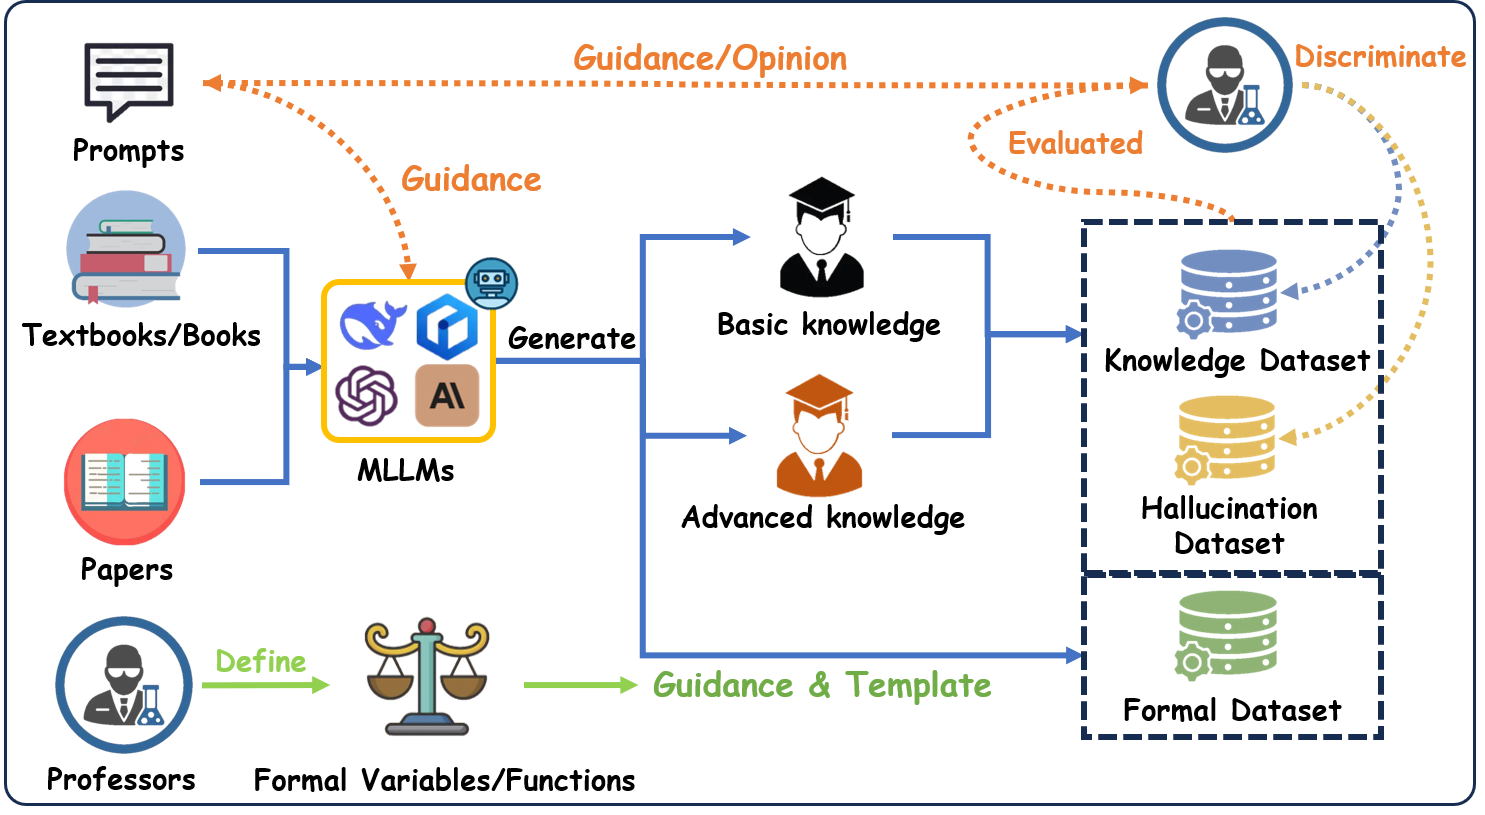 Guidance/Opinion
Discriminate
Prompts
Evaluated
Guidance
Textbooks/Books
Generate
Basic knowledge
Knowledge Dataset
MLLMs
Advanced knowledge
Hallucination
Dataset
Papers
Define
Guidance & Template
Formal Dataset
Professors
Formal Variables/Functions